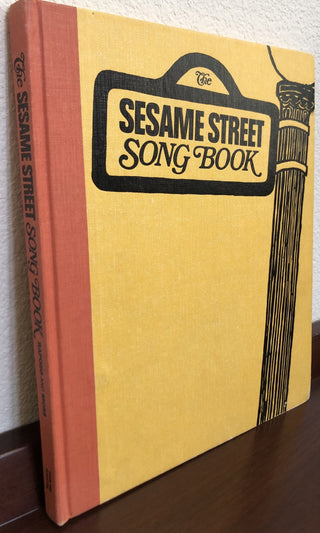 The
SESAME STREET
SONG BOOK
The SESAME STREET SONG BOOK